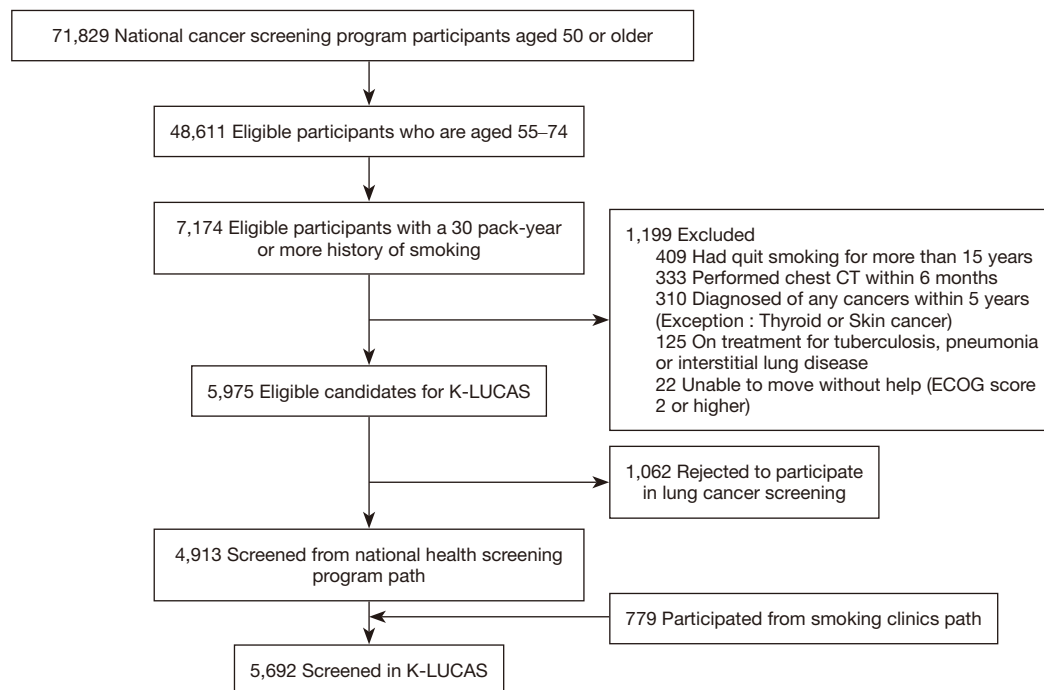 71,829 National cancer screening program participants aged 50 or older
48,611 Eligible participants who are aged 55–74
7,174 Eligible participants with a 30 pack-year
or more history of smoking
1,199 Excluded
409 Had quit smoking for more than 15 years
333 Performed chest CT within 6 months
310 Diagnosed of any cancers within 5 years
(Exception : Thyroid or Skin cancer)
125 On treatment for tuberculosis, pneumonia
or interstitial lung disease
22 Unable to move without help (ECOG score
2 or higher)
5,975 Eligible candidates for K-LUCAS
1,062 Rejected to participate
in lung cancer screening
4,913 Screened from national health screening
program path
779 Participated from smoking clinics path
5,692 Screened in K-LUCAS